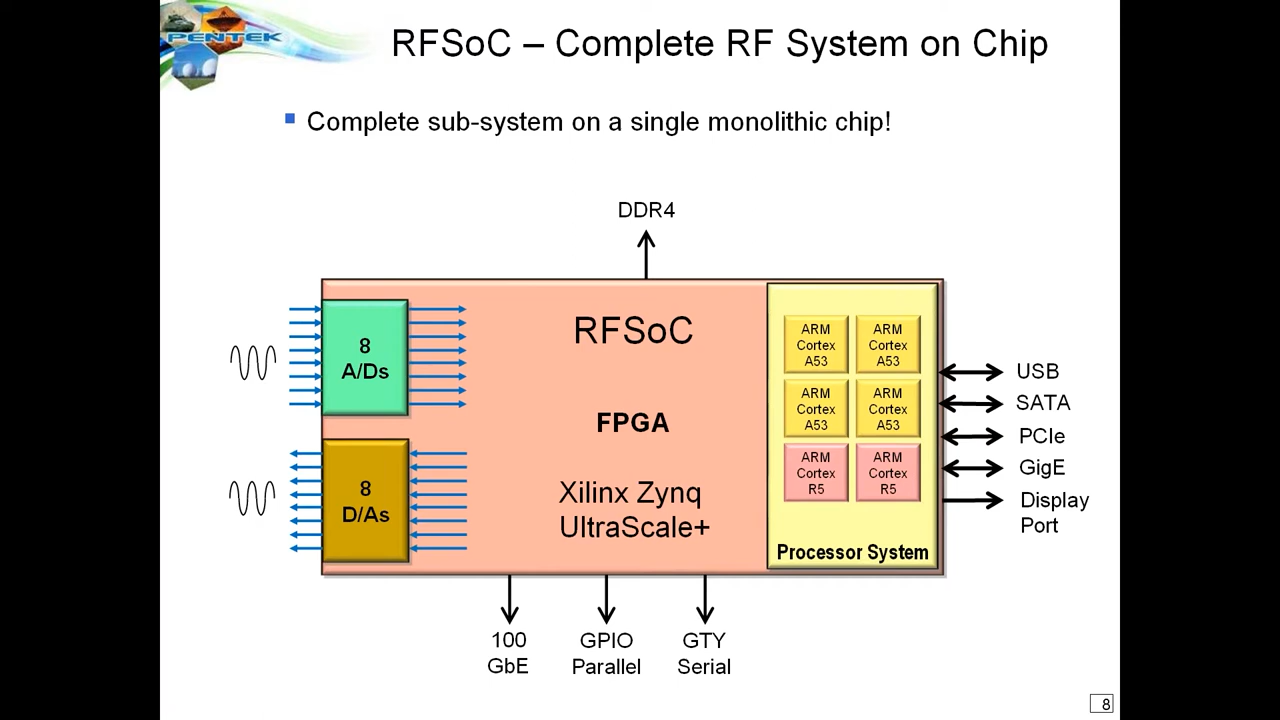 PENTEK
RFSoC – Complete RF System on Chip
Complete sub-system on a single monolithic chip!
DDR4
8
A/Ds
8
D/As
RFSoC
FPGA
Xilinx Zynq
UltraScale+
ARM
Cortex
A53
ARM
Cortex
A53
ARM
Cortex
A53
ARM
Cortex
A53
ARM
Cortex
R5
ARM
Cortex
R5
Processor System
USB
SATA
PCIe
GigE
Display
Port
100
GbE
GPIO
Parallel
GTY
Serial
8